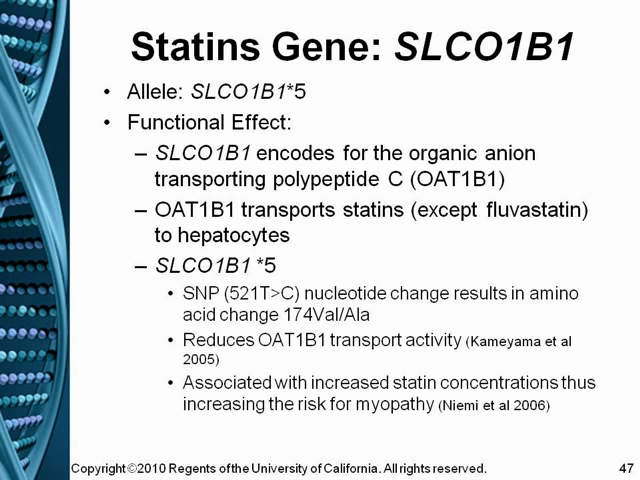 Statins Gene: SLCO1B1
• Allele: SLCO1B1*5
• Functional Effect:
– SLCO1B1 encodes for the organic anion
transporting polypeptide C (OAT1B1)
– OAT1B1 transports statins (except fluvastatin)
to hepatocytes
– SLCO1B1 *5
• SNP (521T>C) nucleotide change results in amino
acid change 174Val/Ala
• Reduces OAT1B1 transport activity (Kameyama et al
2005)
• Associated with increased statin concentrations thus
increasing the risk for myopathy (Niemi et al 2006)
Copyright ©2010 Regents of the University of California. All rights reserved. 47